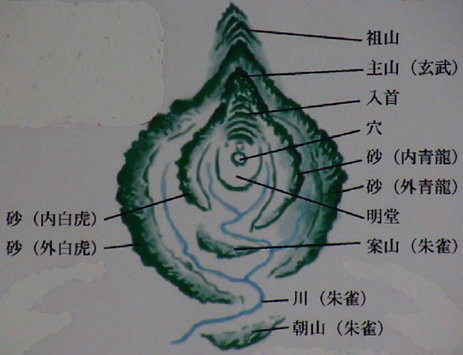 祖山
主山（玄武）
入首
穴
砂（内青龍）
砂（外青龍）
明堂
案山（朱雀）
川（朱雀）
朝山（朱雀）
砂（内白虎）
砂（外白虎）